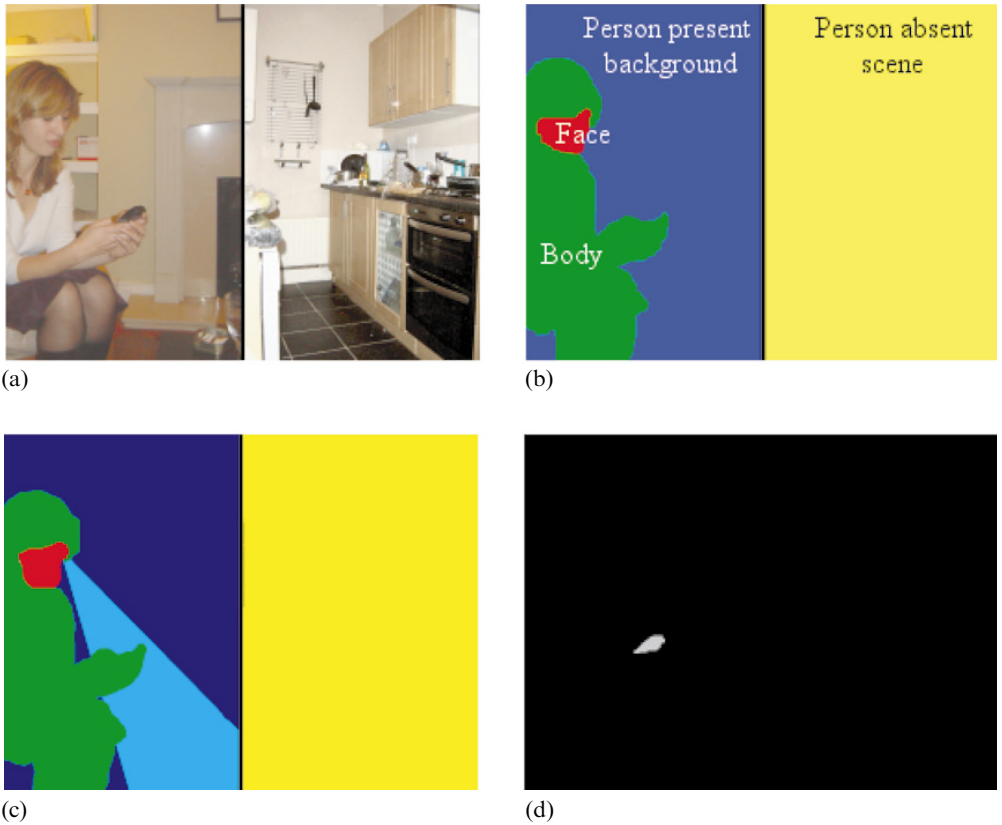 Person present
background
Person absent
scene
Face
Body
(a)
(b)
(c)
(d)